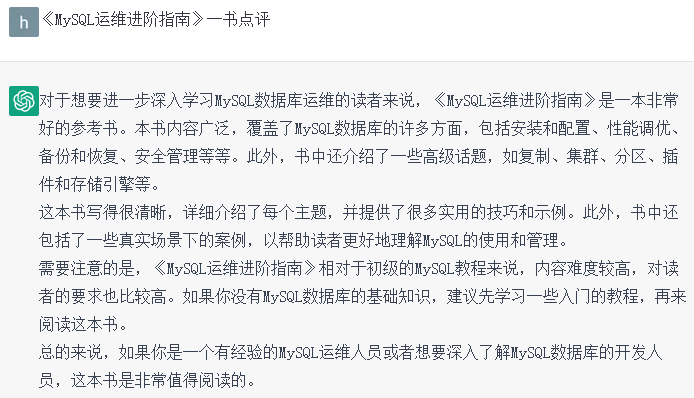 h 《MySQL运维进阶指南》一书点评
对于想要进一步深入学习MySQL数据库运维的读者来说，《MySQL运维进阶指南》是一本非常
好的参考书。本书内容广泛，覆盖了MySQL数据库的许多方面，包括安装和配置、性能调优、
备份和恢复、安全管理等等。此外，书中还介绍了一些高级话题，如复制、集群、分区、插
件和存储引擎等。
这本书写得很清晰，详细介绍了每个主题，并提供了很多实用的技巧和示例。此外，书中还
包括了一些真实场景下的案例，以帮助读者更好地理解MySQL的使用和管理。
需要注意的是，《MySQL运维进阶指南》相对于初级的MySQL教程来说，内容难度较高，对读
者的要求也比较高。如果你没有MySQL数据库的基础知识，建议先学习一些入门的教程，再来
阅读这本书。
总的来说，如果你是一个有经验的MySQL运维人员或者想要深入了解MySQL数据库的开发人
员，这本书是非常值得阅读的。